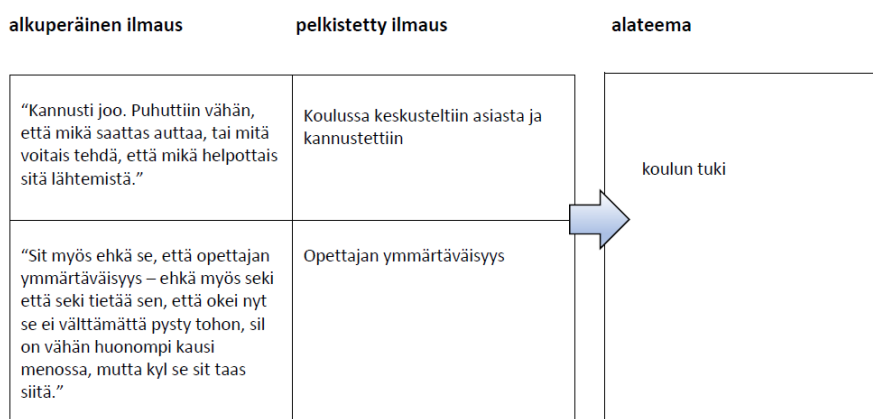 alkuperäinen ilmaus
pelkistetty ilmaus
alateema
“Kannusti joo. Puhuttiin vähän,
että mikä saattas auttaa, tai mitä
voitais tehdä, että mikä helpottais
sitä lähtemistä.”
Koulussa keskusteltiin asiasta ja
kannustettiin
koulun tuki
“Sit myös ehkä se, että opettajan
ymmärtäväisyys – ehkä myös seki
että seki tietää sen, että okei nyt
se ei välttämättä pysty tohon, sil
on vähän huonompi kausi
menossa, mutta kyl se sit taas
siitä.”
Opettajan ymmärtäväisyys